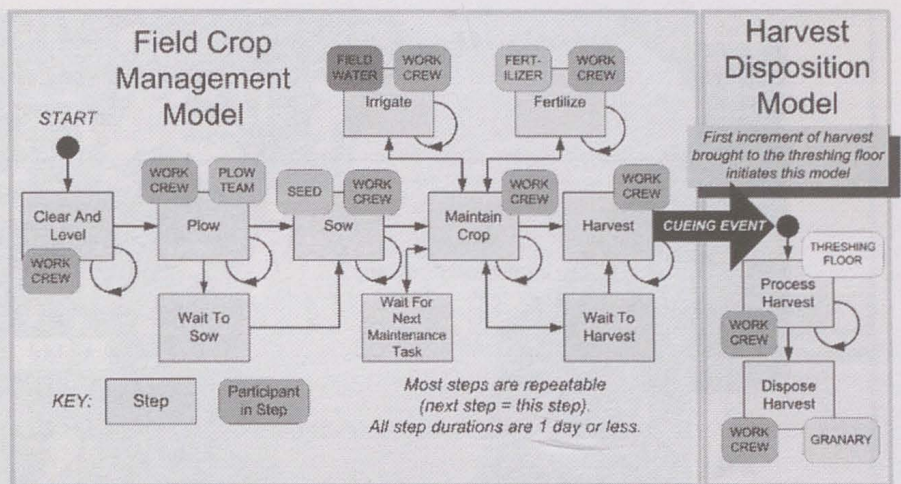 Field Crop
Management
Model
START
Clear And
Level
WORK
CREW
WORK
CREW
PLOW
TEAM
Plow
Wait To
Sow
SEED
WORK
CREW
Sow
FIELD
WATER
WORK
CREW
Irrigate
FERT-
ILIZER
WORK
CREW
Fertilize
WORK
CREW
Maintain
Crop
Wait For
Next
Maintenance
Task
WORK
CREW
Harvest
Wait To
Harvest
KEY:
Step
Participant
in Step
Most steps are repeatable
(next step = this step).
All step durations are 1 day or less.
Harvest
Disposition
Model
First increment of harvest
brought to the threshing floor
initiates this model
CUEING EVENT
THRESHING
FLOOR
Process
Harvest
WORK
CREW
Dispose
Harvest
WORK
CREW
GRANARY